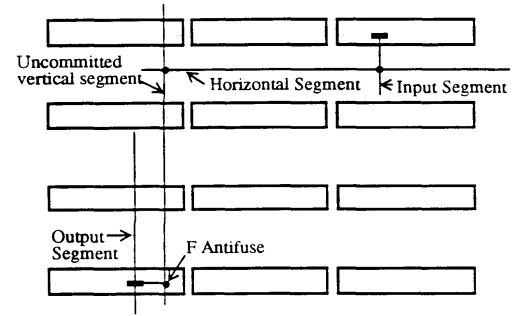 Uncommitted
vertical segment
Horizontal Segment
Input Segment
Output
Segment
F Antifuse